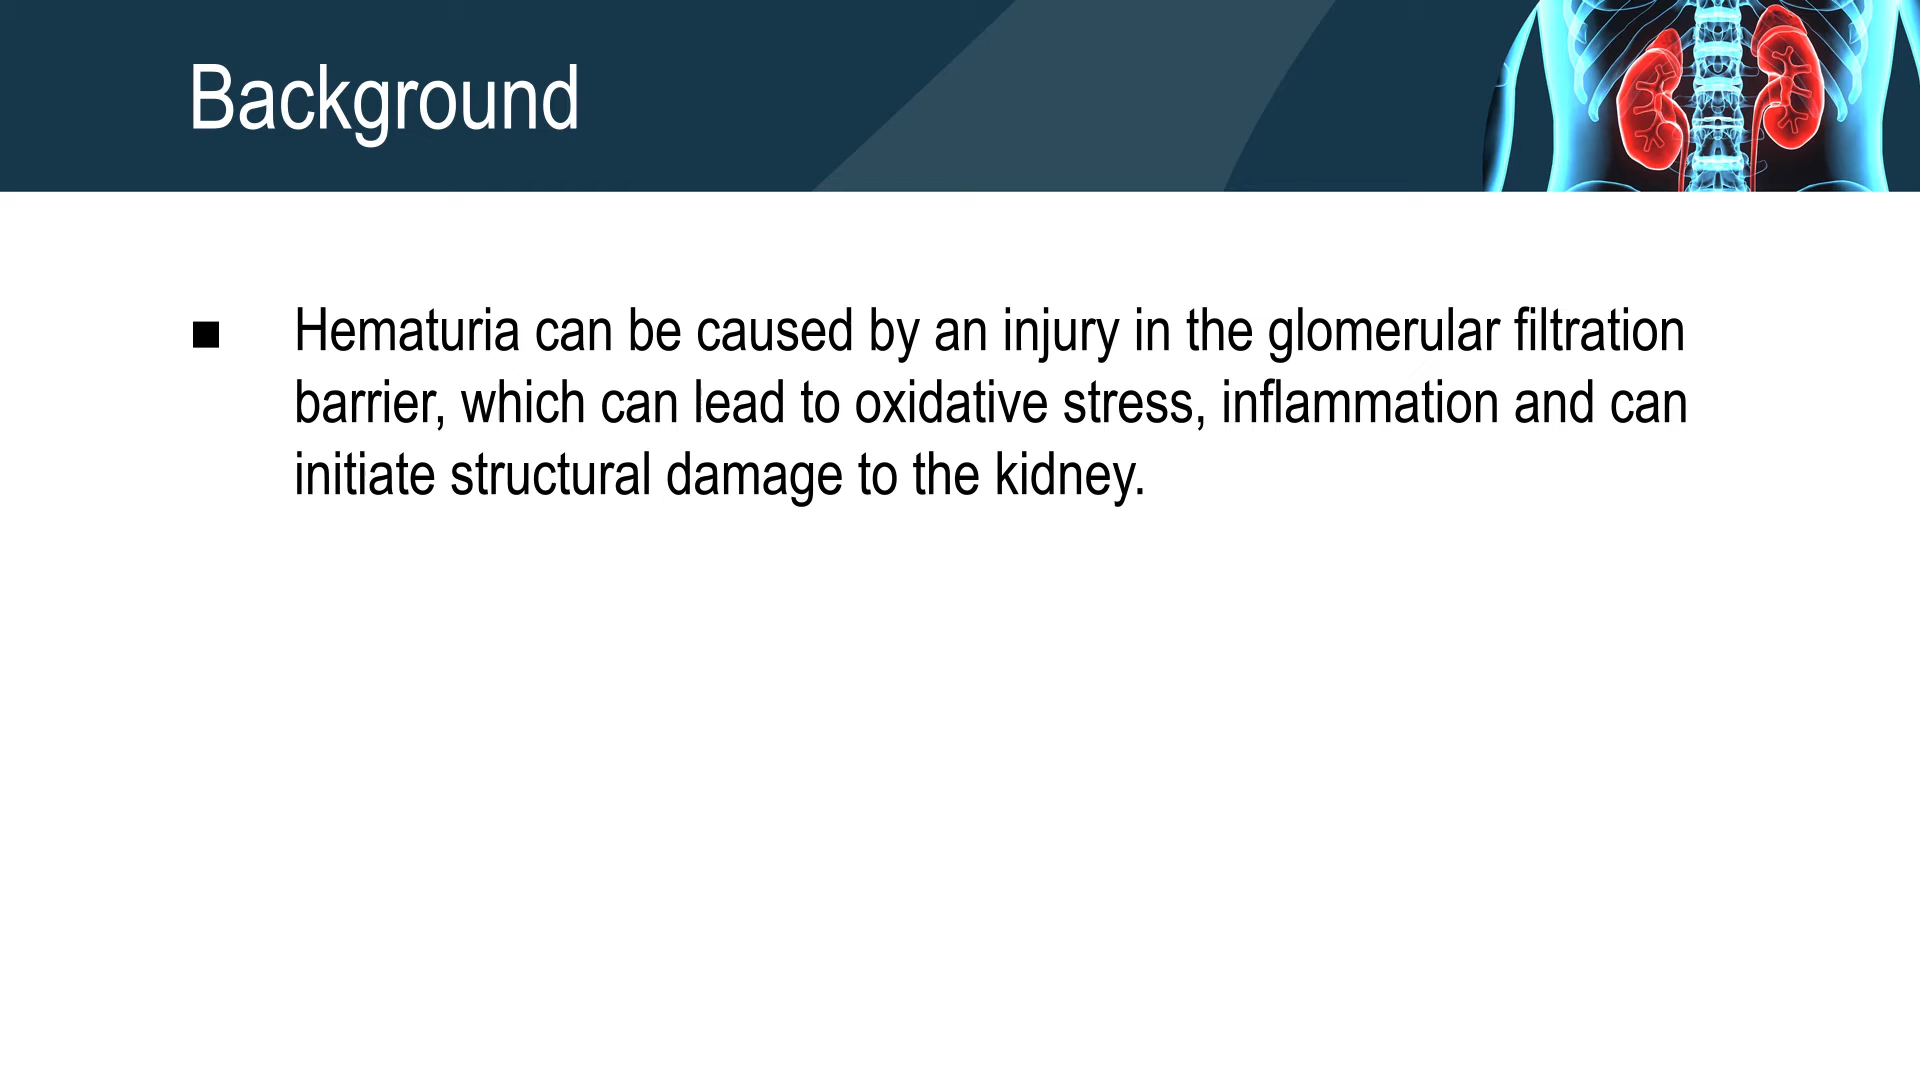 Background
■ Hematuria can be caused by an injury in the glomerular filtration
barrier, which can lead to oxidative stress, inflammation and can
initiate structural damage to the kidney.